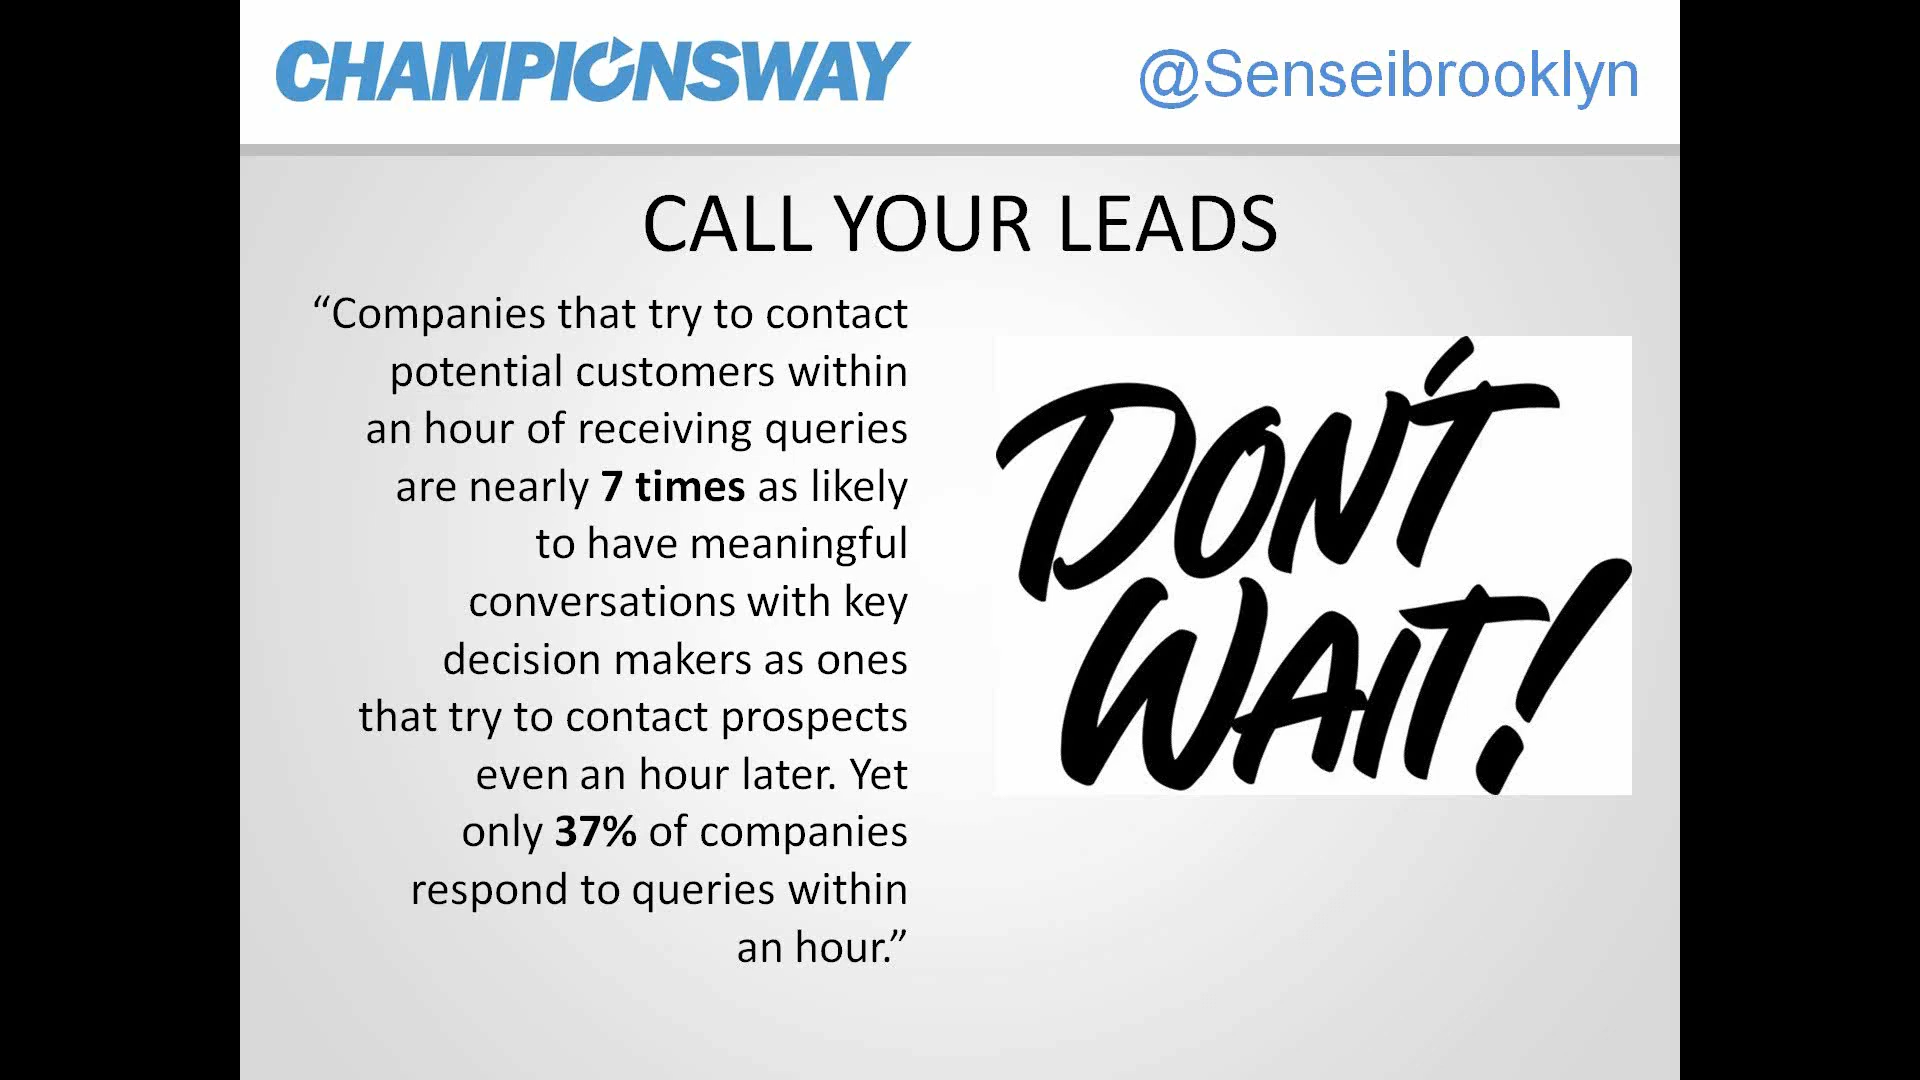 CHAMPIONSWAY
@Senseibrooklyn
CALL YOUR LEADS
“Companies that try to contact
potential customers within
an hour of receiving queries
are nearly 7 times as likely
to have meaningful
conversations with key
decision makers as ones
that try to contact prospects
even an hour later. Yet
only 37% of companies
respond to queries within
an hour.”
DON'T
WAIT!